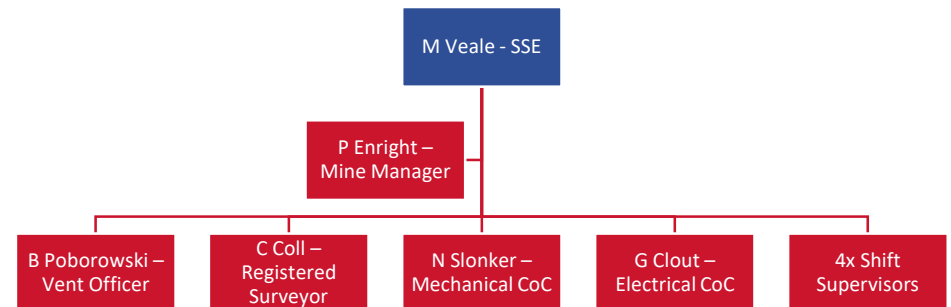 M Veale - SSE
P Enright –
Mine Manager
B Poborowski –
Vent Officer
C Coll –
Registered
Surveyor
N Slonker –
Mechanical CoC
G Clout –
Electrical CoC
4x Shift
Supervisors